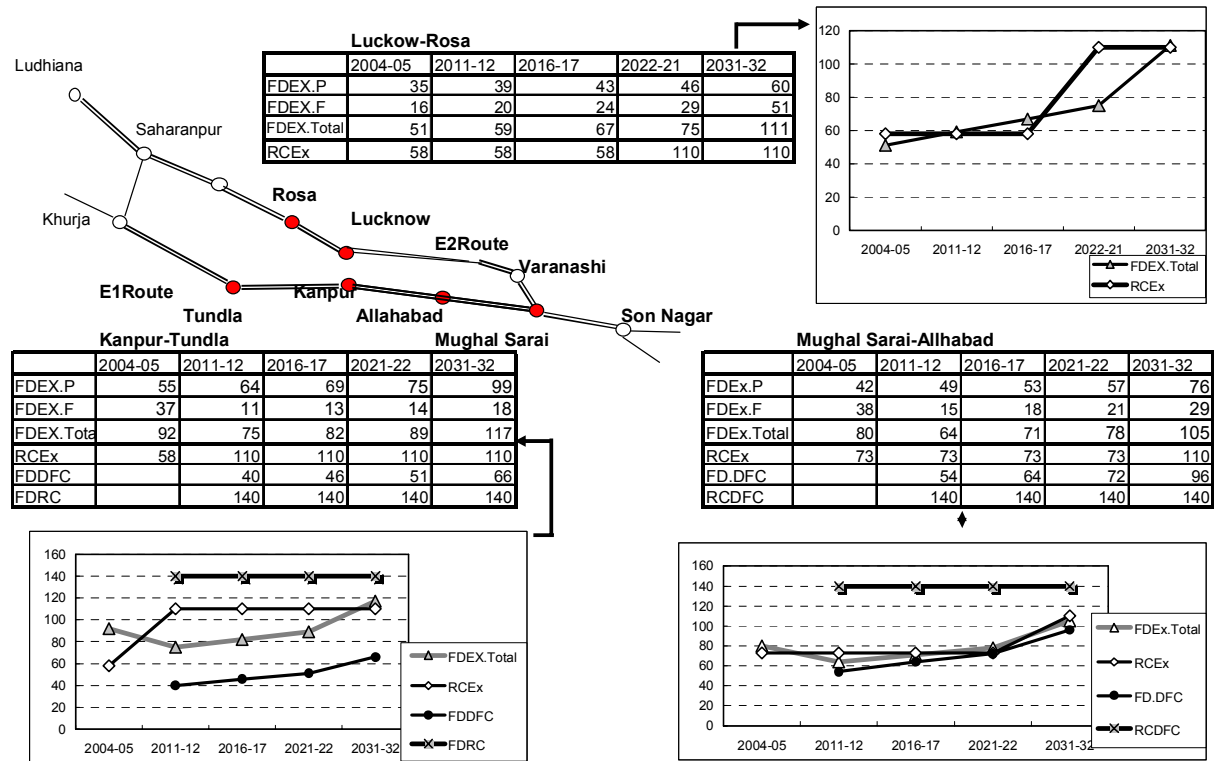 Luckow-Rosa
2004-05 2011-12 2016-17 2022-21 2031-32
FDEX.P 35 39 43 46 60
FDEX.F 16 20 24 29 51
FDEX.Total 51 59 67 75 111
RCEx 58 58 58 110 110
120
100
80
60
40
20
0
2004-05 2011-12 2016-17 2022-21 2031-32
FDEX.Total
RCEx
Ludhiana
Saharanpur
Rosa
Khurja
Lucknow
E2Route
Varanashi
E1Route
Kanpur
Tundla
Allahabad
Son Nagar
Mughal Sarai
Kanpur-Tundla
2004-05 2011-12 2016-17 2021-22 2031-32
FDEX.P 55 64 69 75 99
FDEX.F 37 11 13 14 18
FDEX.Tota 92 75 82 89 117
RCEx 58 110 110 110 110
FDDFC 40 46 51 66
FDRC 140 140 140 140
Mughal Sarai-Allhabad
2004-05 2011-12 2016-17 2021-22 2031-32
FDEx.P 42 49 53 57 76
FDEx.F 38 15 18 21 29
FDEx.Total 80 64 71 78 105
RCEx 73 73 73 73 110
FD.DFC 54 64 72 96
RCDFC 140 140 140 140
160
140
120
100
80
60
40
20
0
2004-05 2011-12 2016-17 2021-22 2031-32
FDEX.Total
RCEx
FDDFC
FDRC
160
140
120
100
80
60
40
20
0
2004-05 2011-12 2016-17 2021-22 2031-32
FDEx.Total
RCEx
FD.DFC
RCDFC